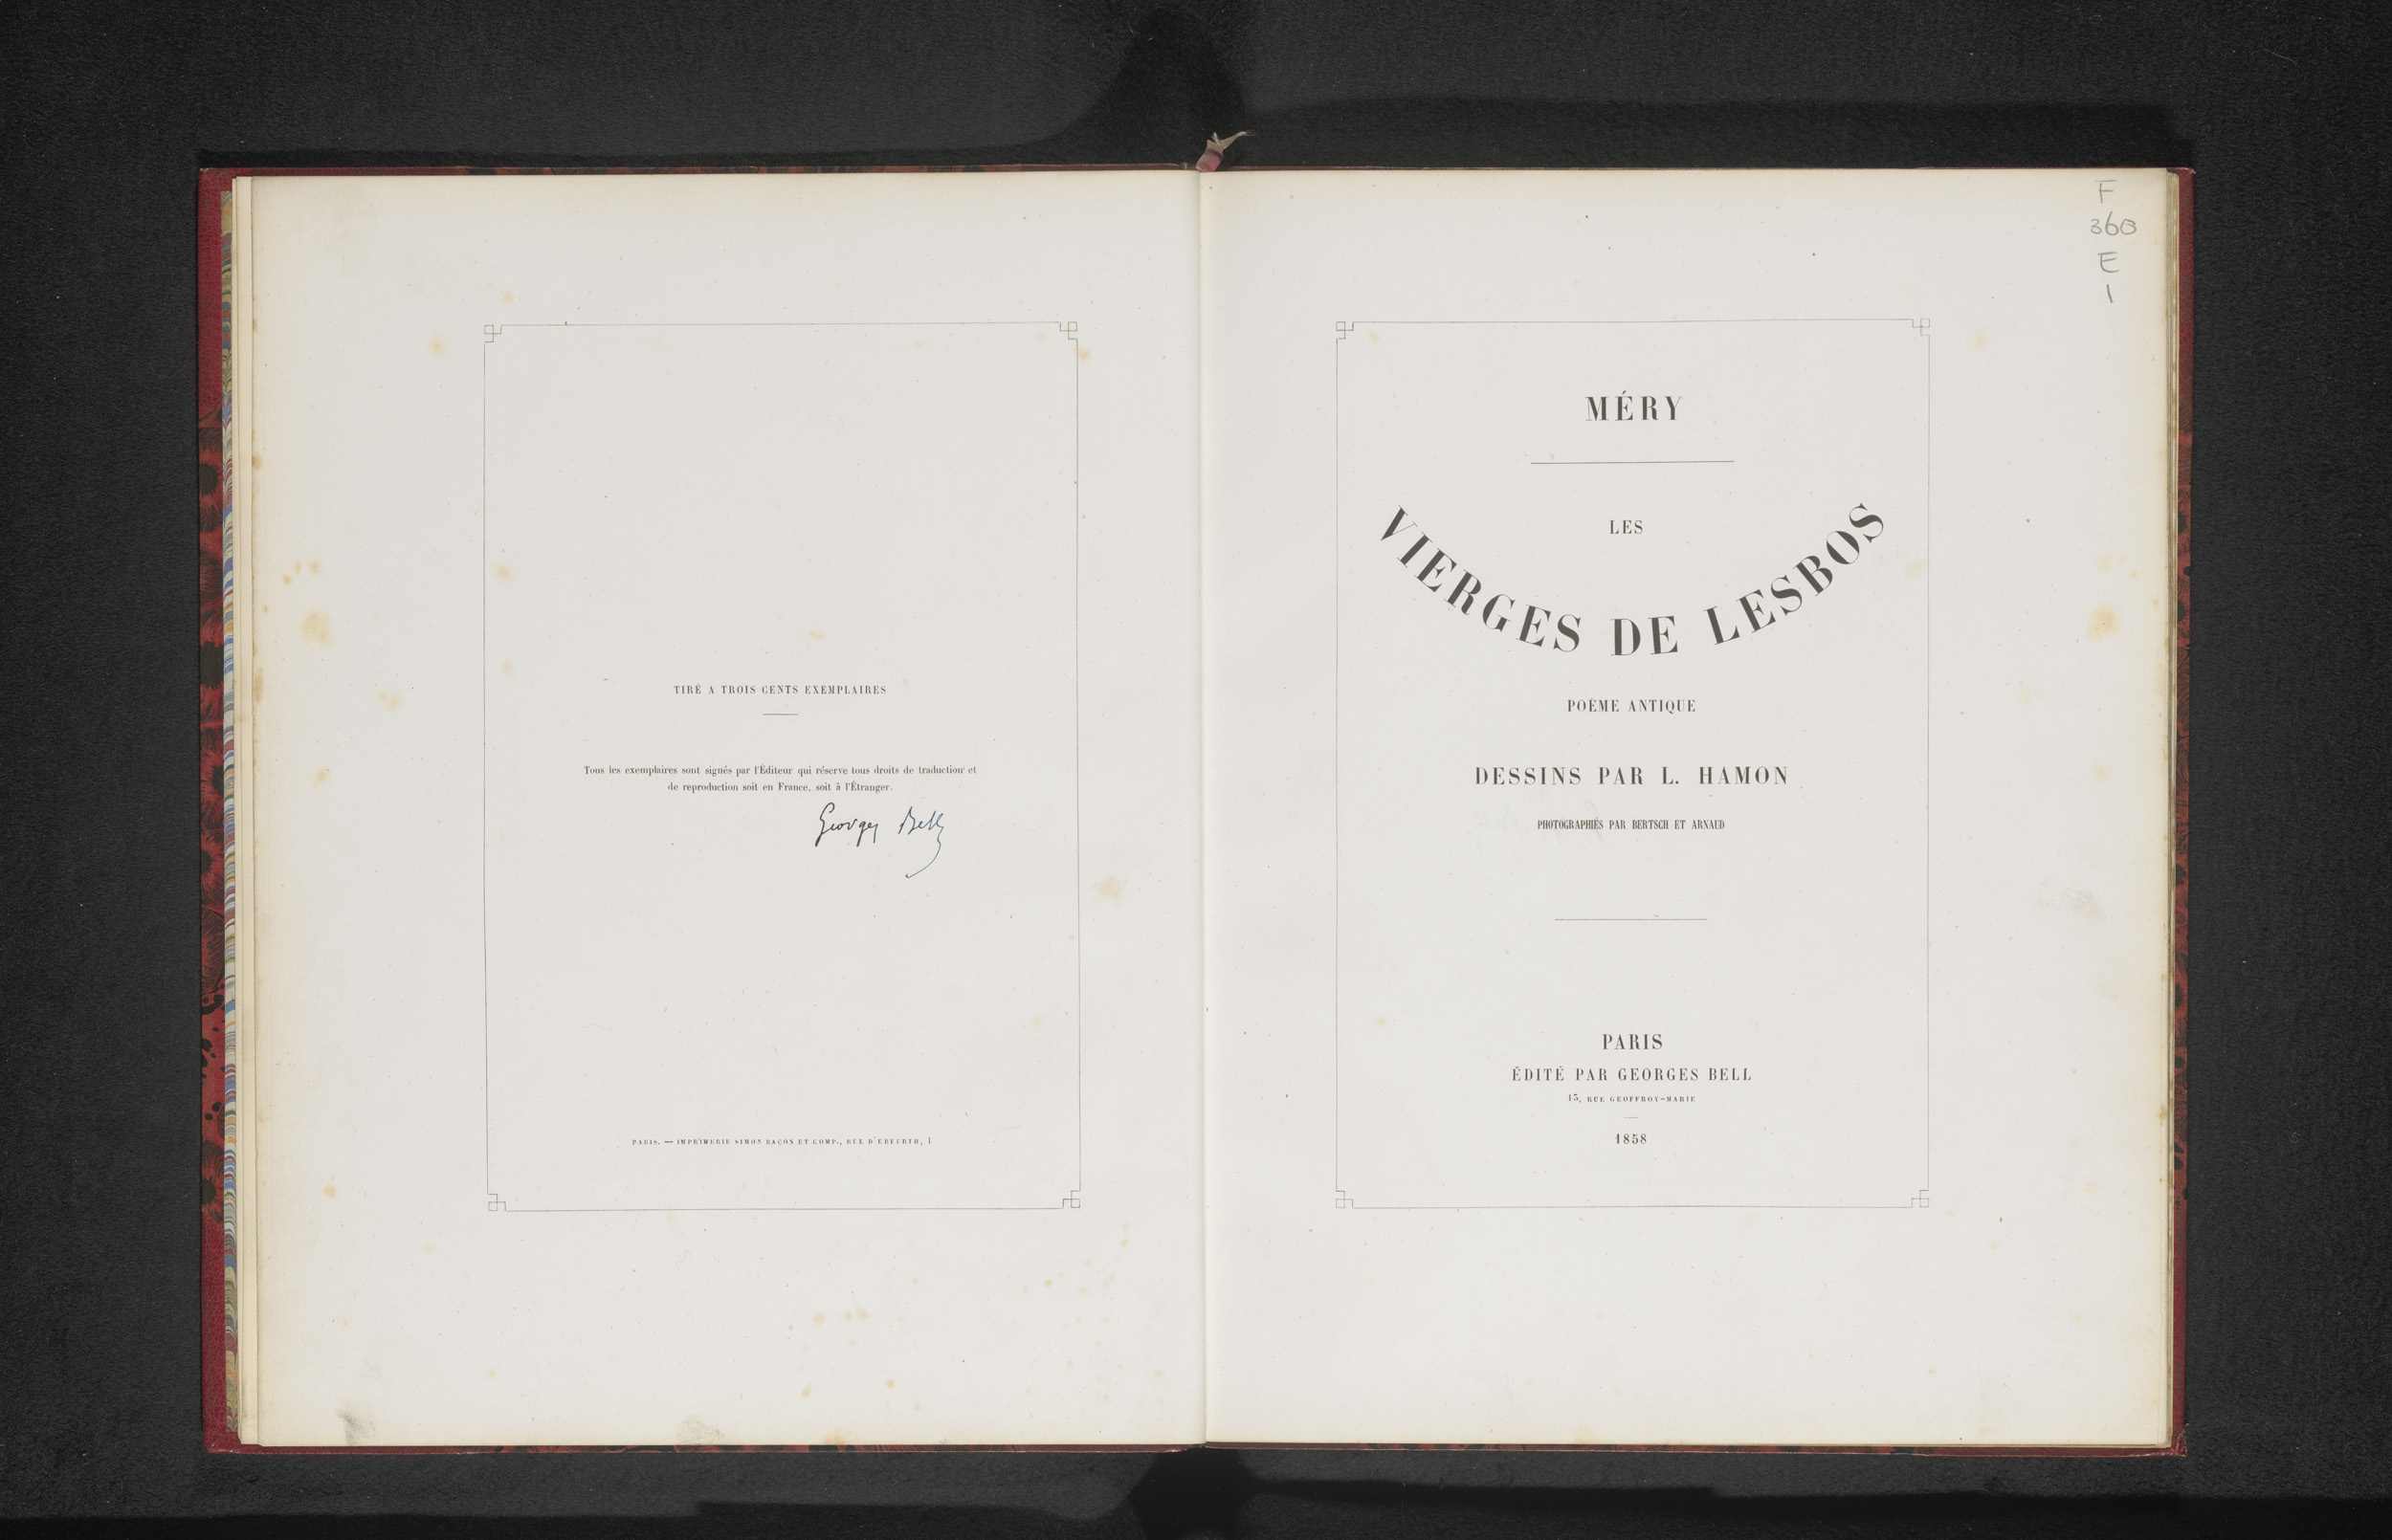 TIRÉ A TROIS CENTS EXEMPLAIRES
Tous les exemplaires sont signés par l'Éditeur qui réserve tous droits de traduction et
de reproduction soit en France, soit à l'Étranger.
Georges Bell
PARIS. — IMPRIMERIE SIMON RAÇON ET COMP., RUE D'ERFURTH, 1
F
360
E
1
MÉRY
LES
VIERGES DE LESBOS
POËME ANTIQUE
DESSINS PAR L. HAMON
PHOTOGRAPHIÉS PAR BERTSCH ET ARNAUD
PARIS
ÉDITÉ PAR GEORGES BELL
13, RUE GEOFFROY-MARIE
1858